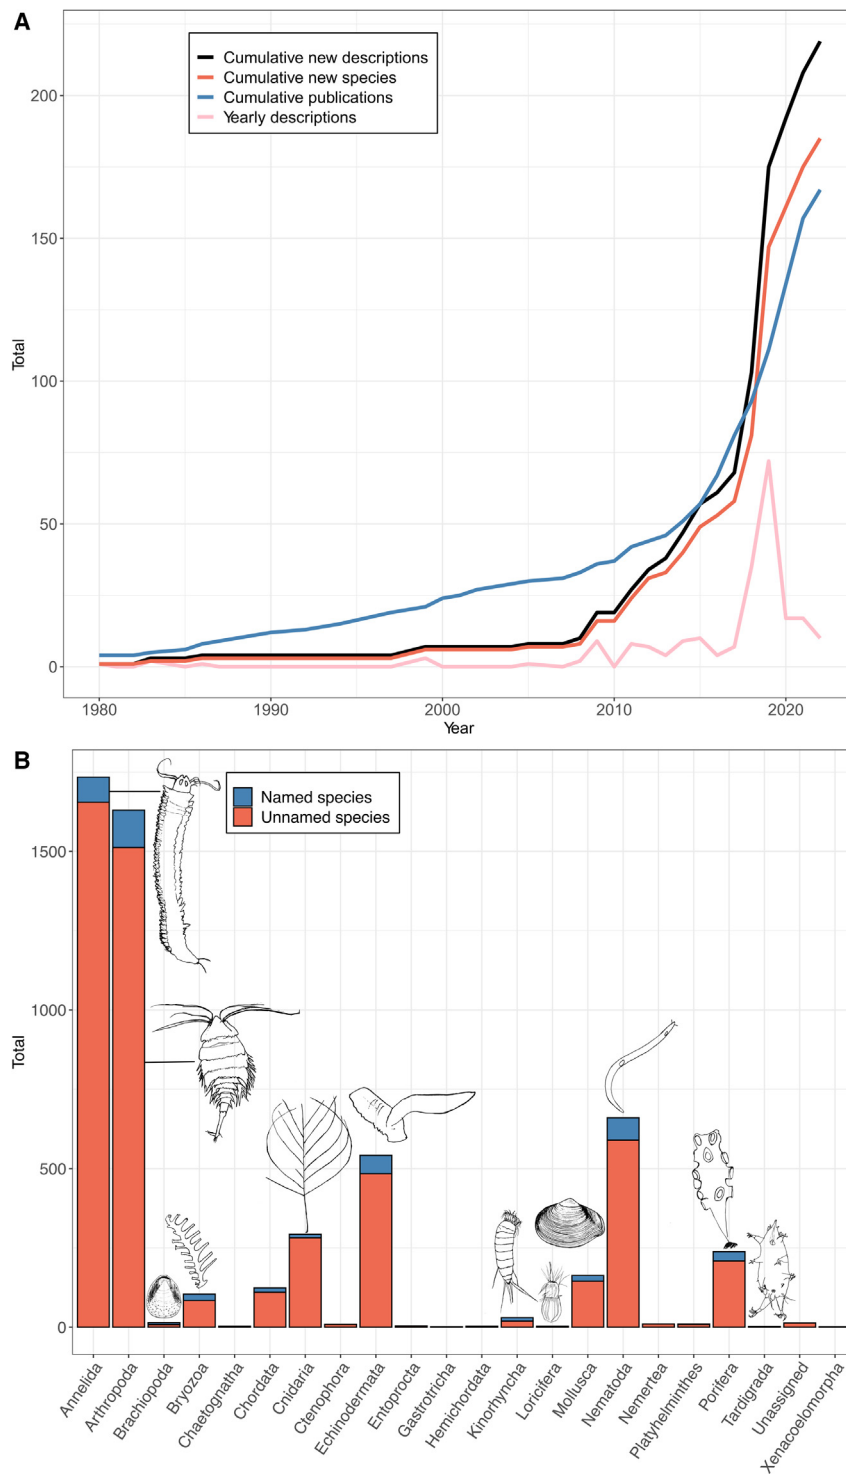 A
Cumulative new descriptions
Cumulative new species
Cumulative publications
Yearly descriptions
200
150
100
50
0
Total
1980
1990
2000
2010
2020
Year
B
Named species
Unnamed species
1500
1000
500
0
Total
Annelida
Arthropoda
Brachiopoda
Bryozoa
Chaetognatha
Chordata
Cnidaria
Ctenophora
Echinodermata
Entoprocta
Gastrotricha
Hemichordata
Kinorhyncha
Loricifera
Mollusca
Nematoda
Nemertea
Platyhelminthes
Porifera
Tardigrada
Unassigned
Xenacoelomorpha